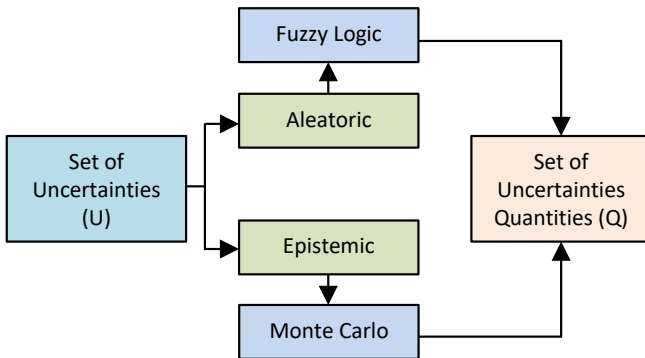 Fuzzy Logic
Aleatoric
Set of
Uncertainties
(U)
Set of
Uncertainties
Quantities (Q)
Epistemic
Monte Carlo